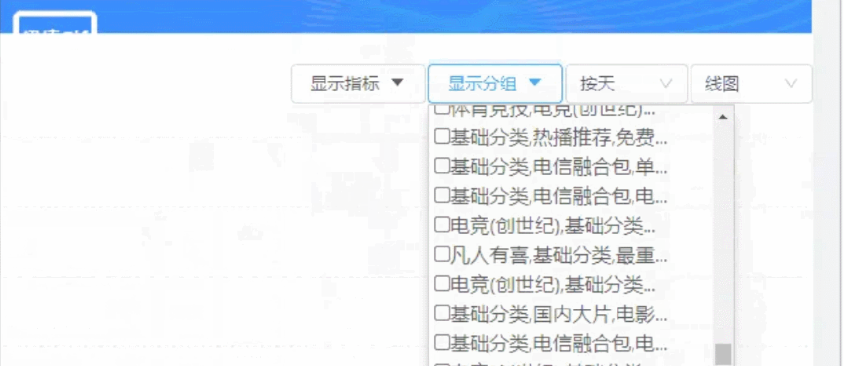 显示指标 显示分组 按天 线图
体育竞技,电竞(创世纪)...
基础分类,热播推荐,免费...
基础分类,电信融合包,单...
基础分类,电信融合包,电...
电竞(创世纪),基础分类...
凡人有喜,基础分类,最重...
电竞(创世纪),基础分类...
基础分类,国内大片,电影...
基础分类,电信融合包,电...